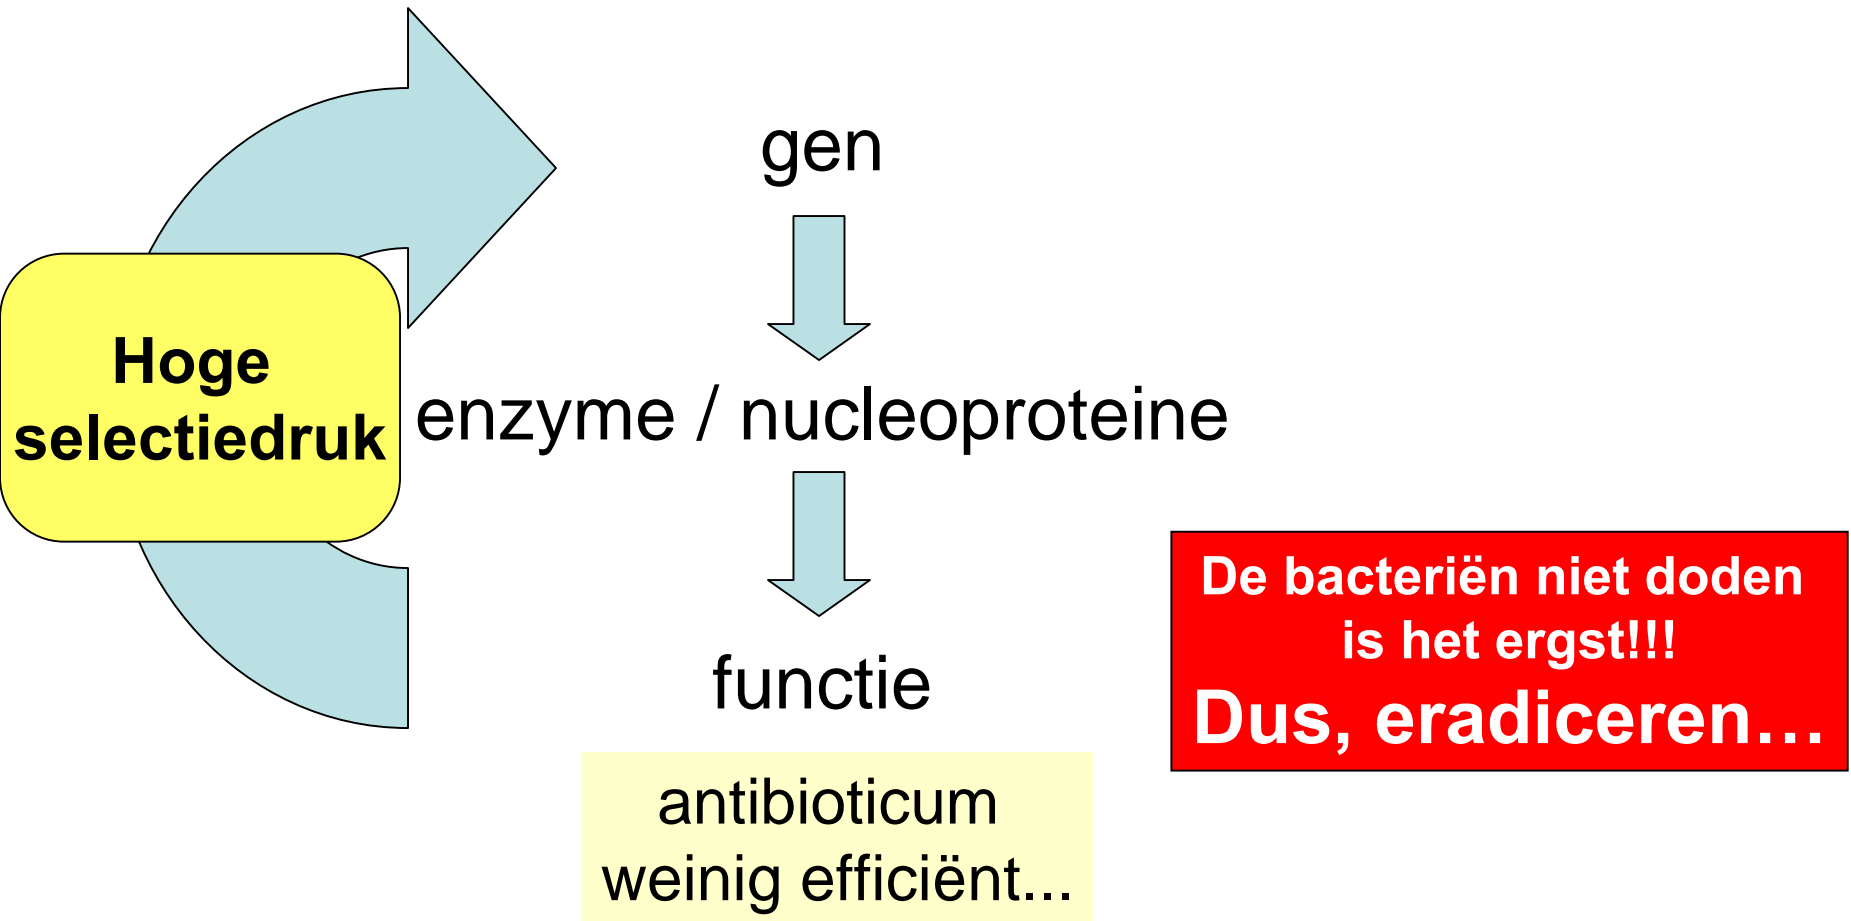 gen
Hoge
selectiedruk
enzyme / nucleoproteine
functie
antibioticum
weinig efficiënt...
De bacteriën niet doden
is het ergst!!!
Dus, eradiceren…